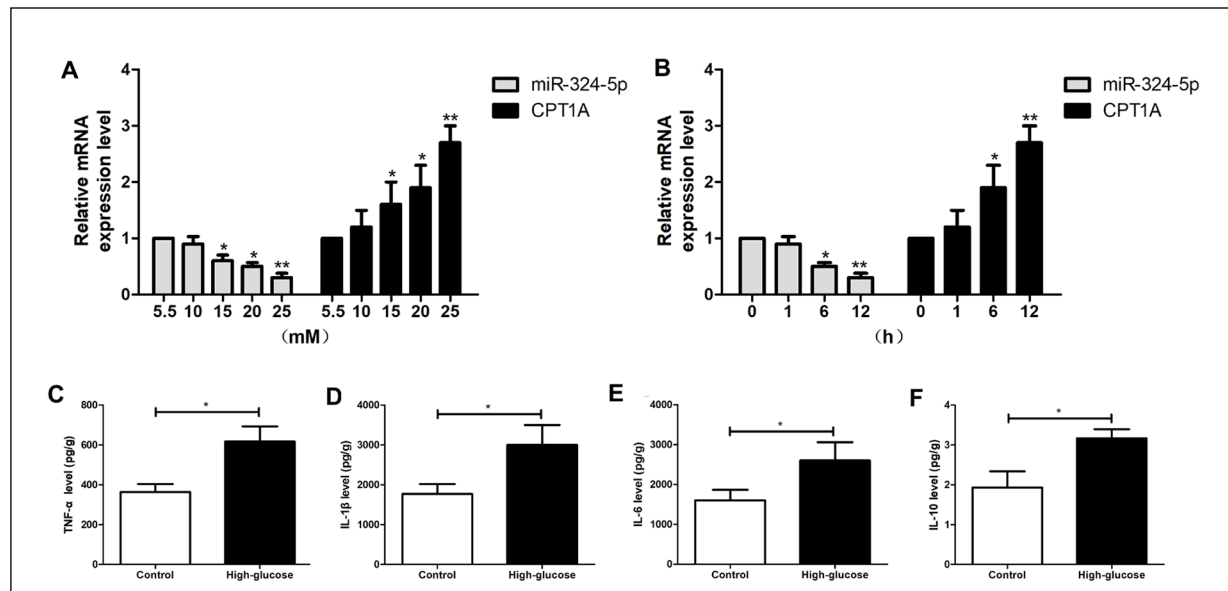 A
Relative mRNA
expression level
4
3
2
1
0
* * ** * * **
5.5 10 15 20 25 5.5 10 15 20 25
（mM）
miR-324-5p
CPT1A
B
Relative mRNA
expression level
4
3
2
1
0
* ** * **
0 1 6 12 0 1 6 12
（h）
miR-324-5p
CPT1A
C
TNF-α level (pg/g)
800
600
400
200
0
*
Control High-glucose
D
IL-1β level (pg/g)
4000
3000
2000
1000
0
*
Control High-glucose
E
IL-6 level (pg/g)
4000
3000
2000
1000
0
*
Control High-glucose
F
IL-10 level (pg/g)
4
3
2
1
0
*
Control High-glucose